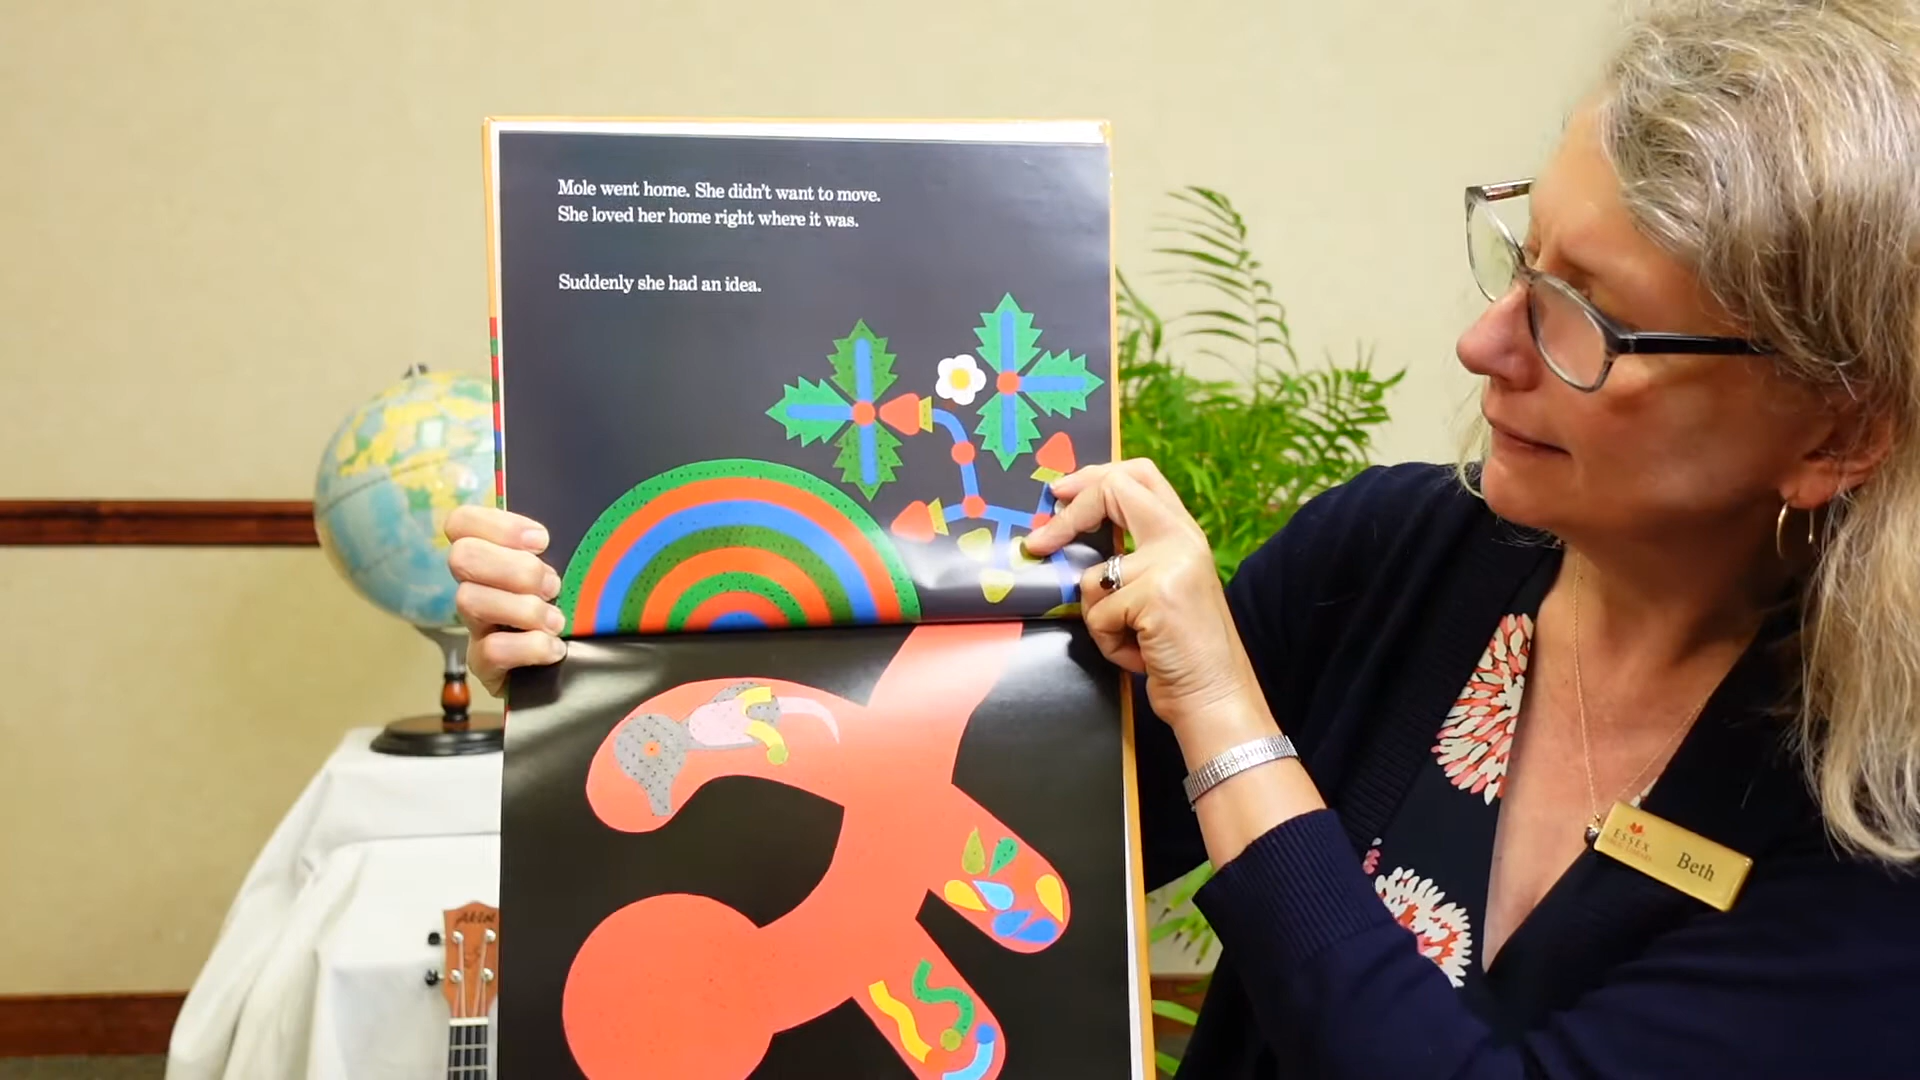 Mole went home. She didn't want to move.
She loved her home right where it was.
Suddenly she had an idea.
ESSEX
Beth